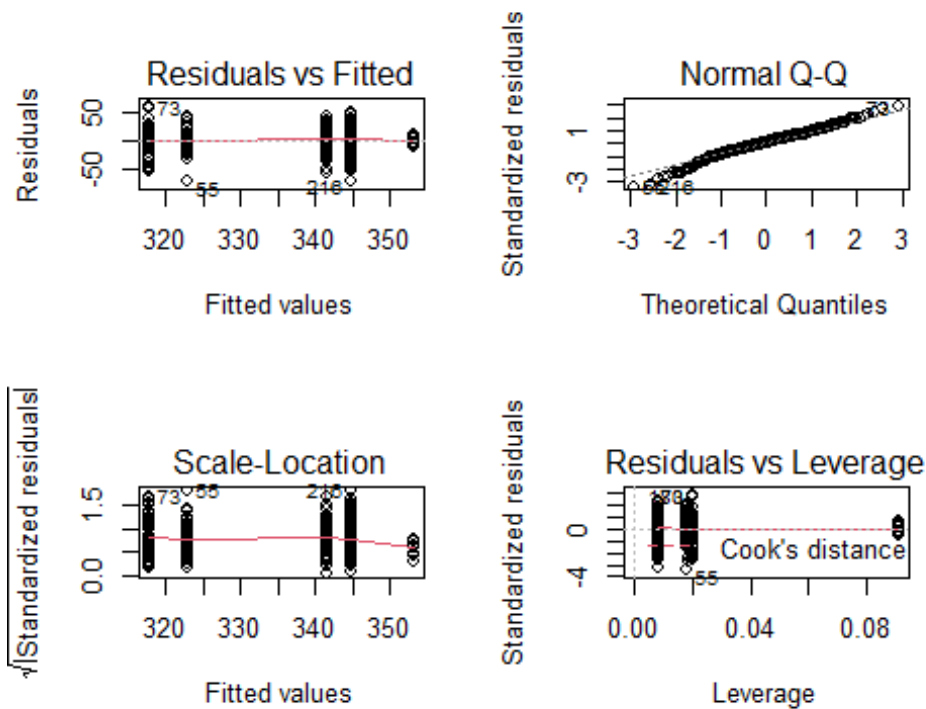 Residuals vs Fitted
Residuals
50
-50
73
55
216
320 330 340 350
Fitted values
Normal Q-Q
Standardized residuals
1
-3
73
216
-3 -2 -1 0 1 2 3
Theoretical Quantiles
Scale-Location
√|Standardized residuals|
1.5
0.0
73
55
216
320 330 340 350
Fitted values
Residuals vs Leverage
Standardized residuals
0
-4
Cook's distance
55
0.00 0.04 0.08
Leverage